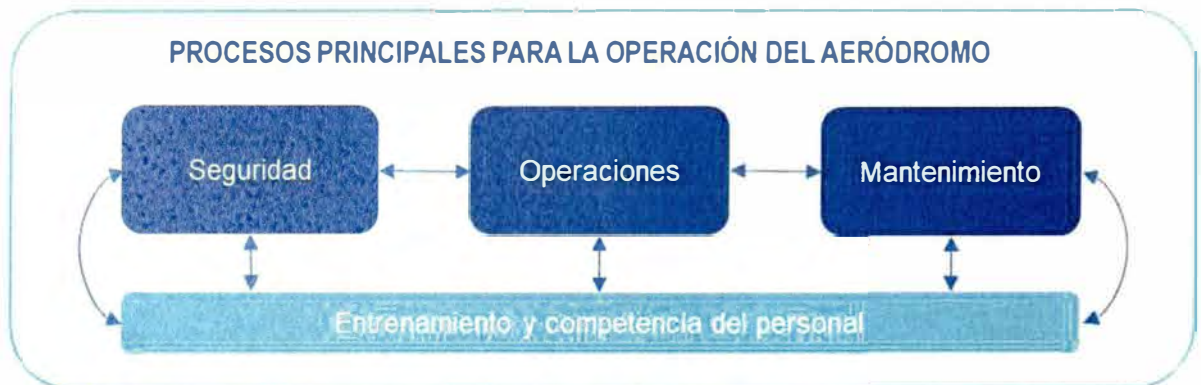 PROCESOS PRINCIPALES PARA LA OPERACIÓN DEL AERÓDROMO
Seguridad
Operaciones
Mantenimiento
Entrenamiento y competencia del personal